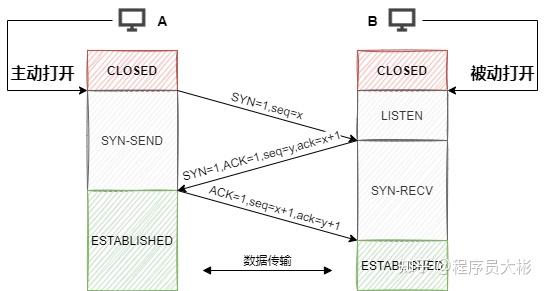 A
B
主动打开
被动打开
CLOSED
CLOSED
SYN=1,seq=x
LISTEN
SYN-SEND
SYN=1,ACK=1,seq=y,ack=x+1
SYN-RECV
ACK=1,seq=x+1,ack=y+1
ESTABLISHED
数据传输
ESTABLISHED
知乎 @程序员大彬